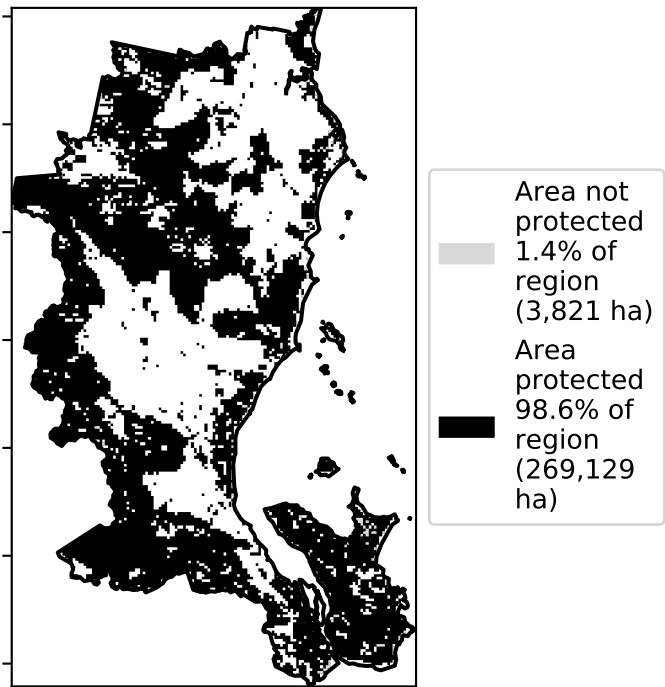 Area not
protected
1.4% of
region
(3,821 ha)
Area
protected
98.6% of
region
(269,129
ha)